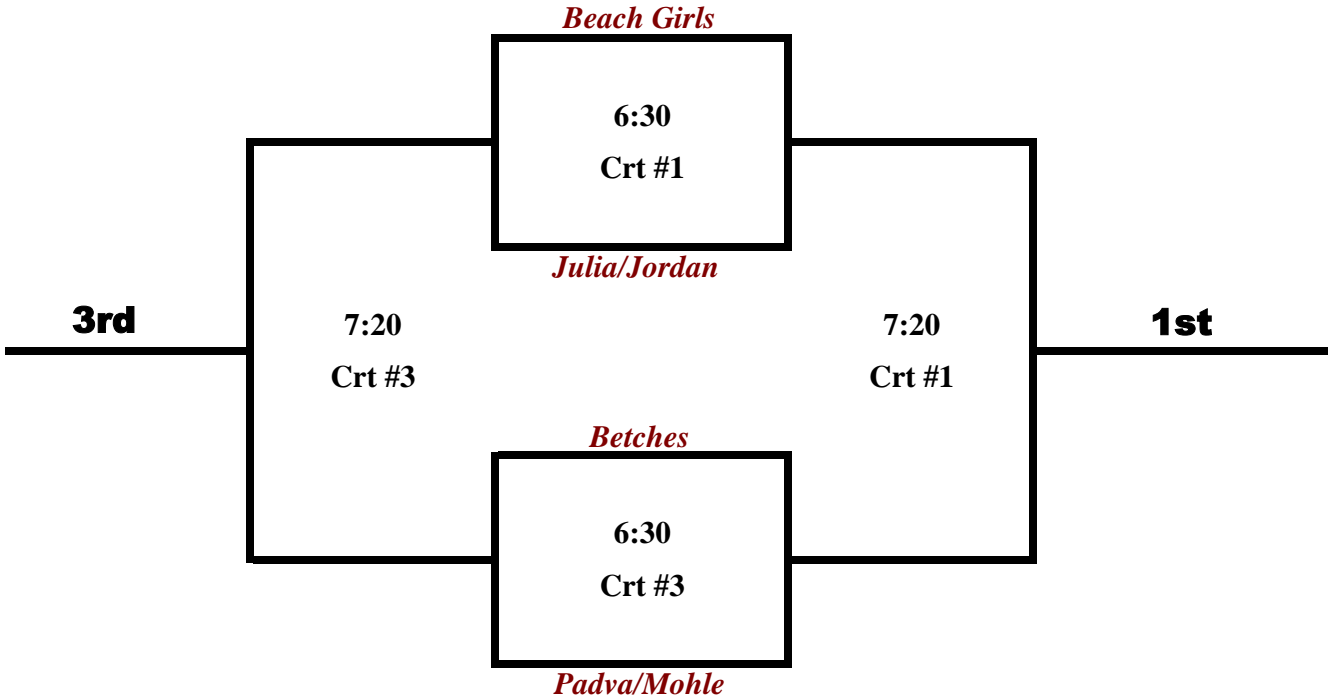 Beach Girls
6:30
Crt #1
Julia/Jordan
3rd
7:20
Crt #3
7:20
Crt #1
1st
Betches
6:30
Crt #3
Padva/Mohle